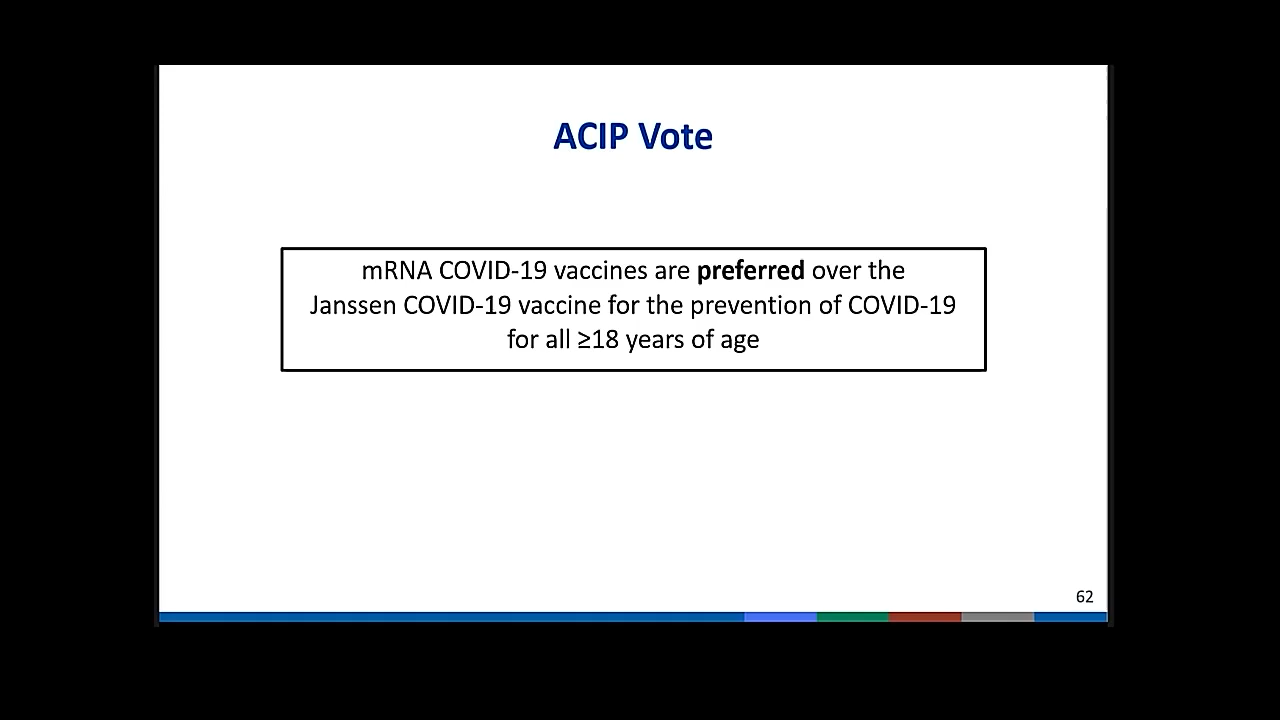 ACIP Vote
mRNA COVID-19 vaccines are preferred over the
Janssen COVID-19 vaccine for the prevention of COVID-19
for all ≥18 years of age
62